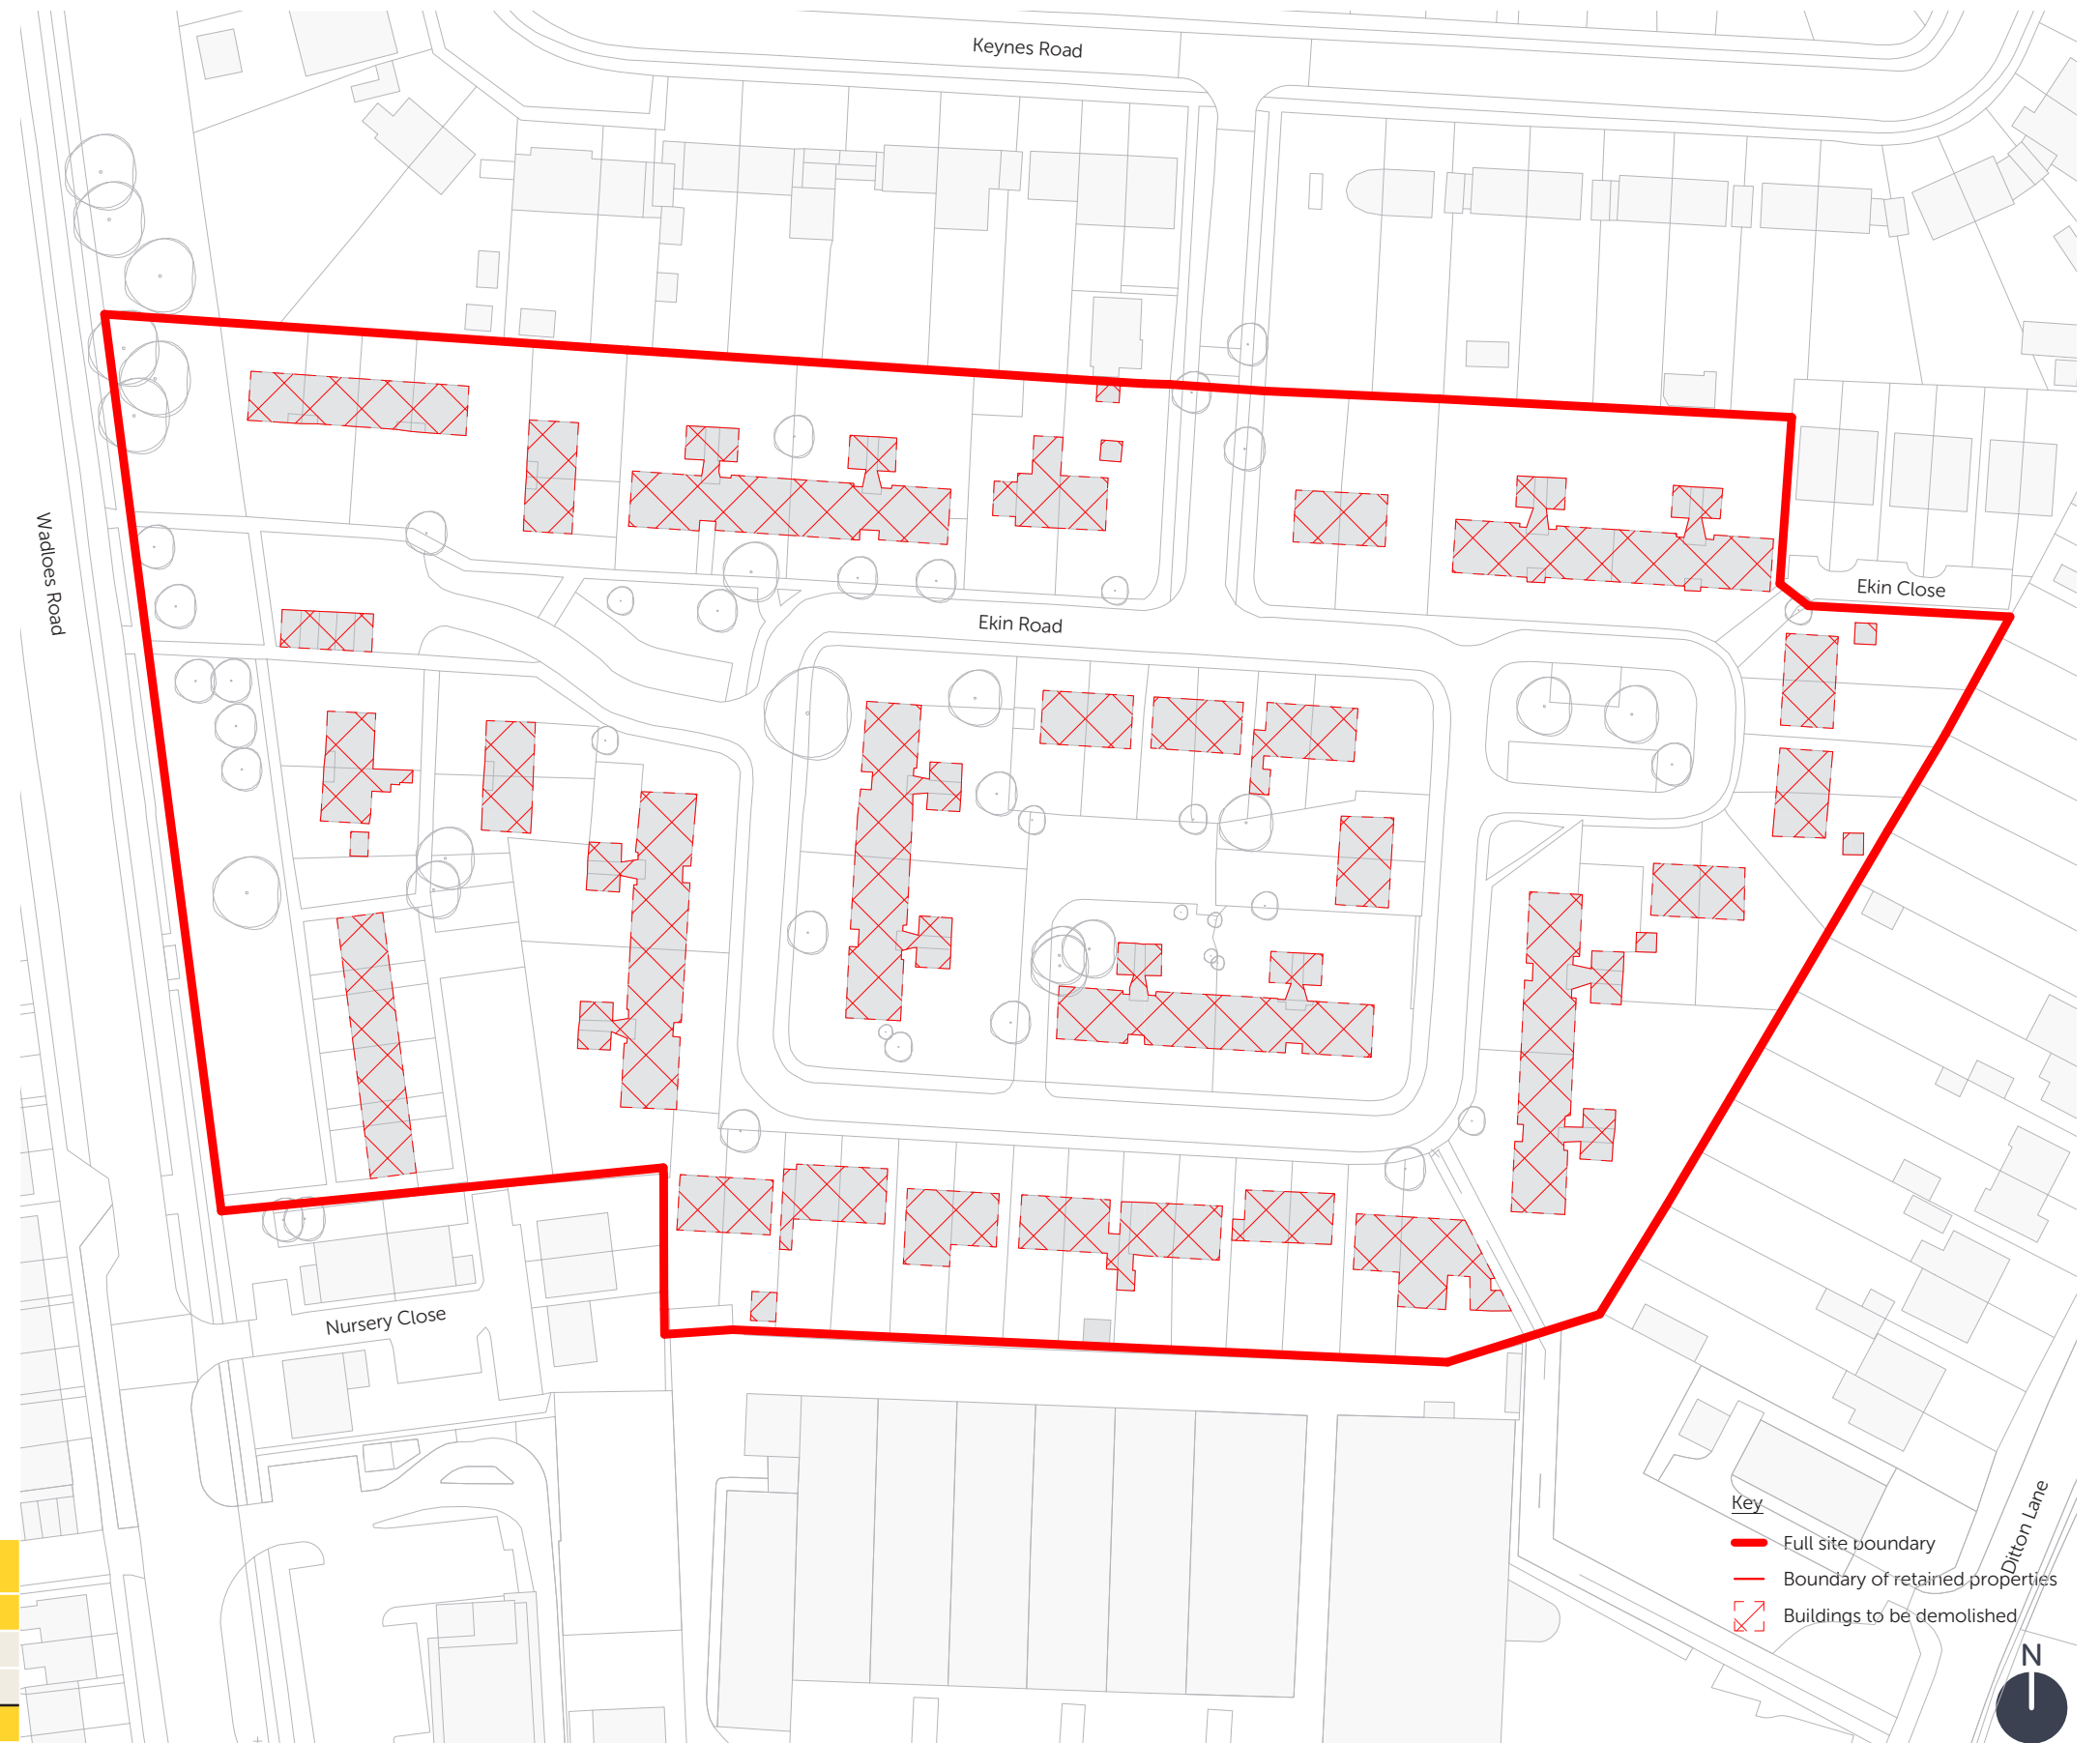 Keynes Road
Wadloes Road
Ekin Close
Ekin Road
Nursery Close
Ditton Lane
Key
Full site boundary
Boundary of retained properties
Buildings to be demolished
N